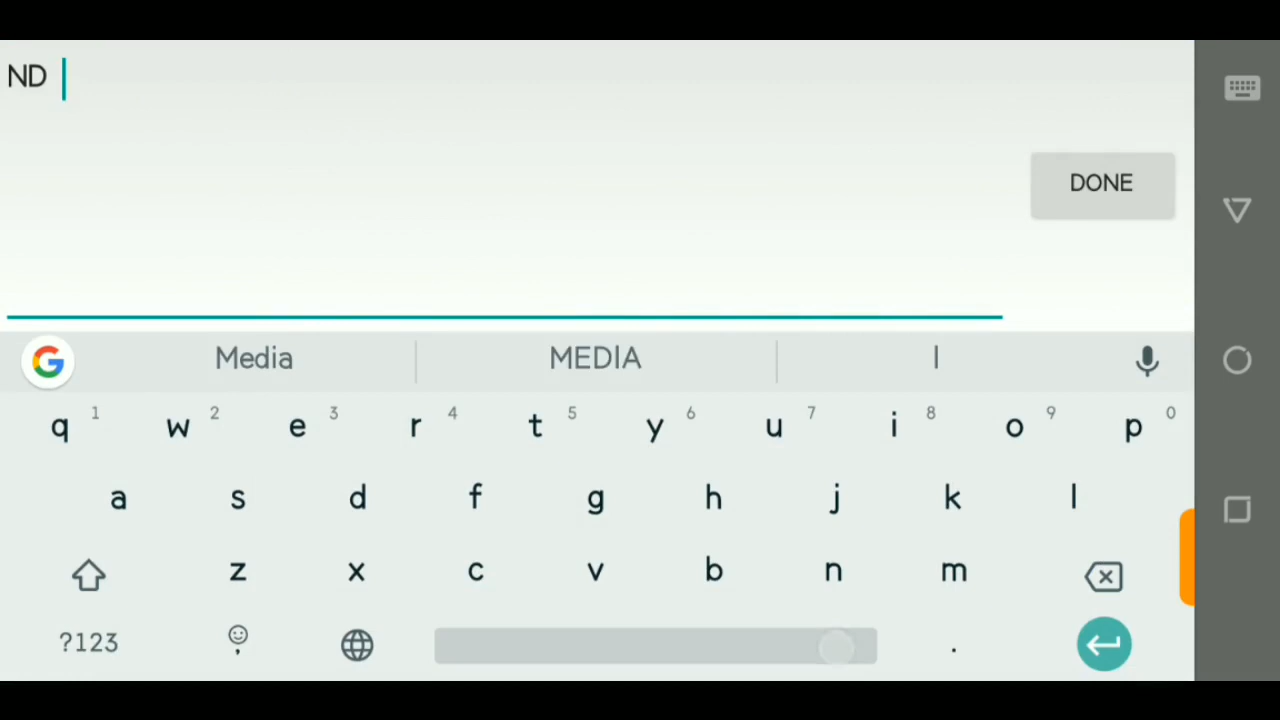 ND
DONE
Media MEDIA I
q 1 w 2 e 3 r 4 t 5 y 6 u 7 i 8 o 9 p 0
a s d f g h j k l
z x c v b n m
?123 , .